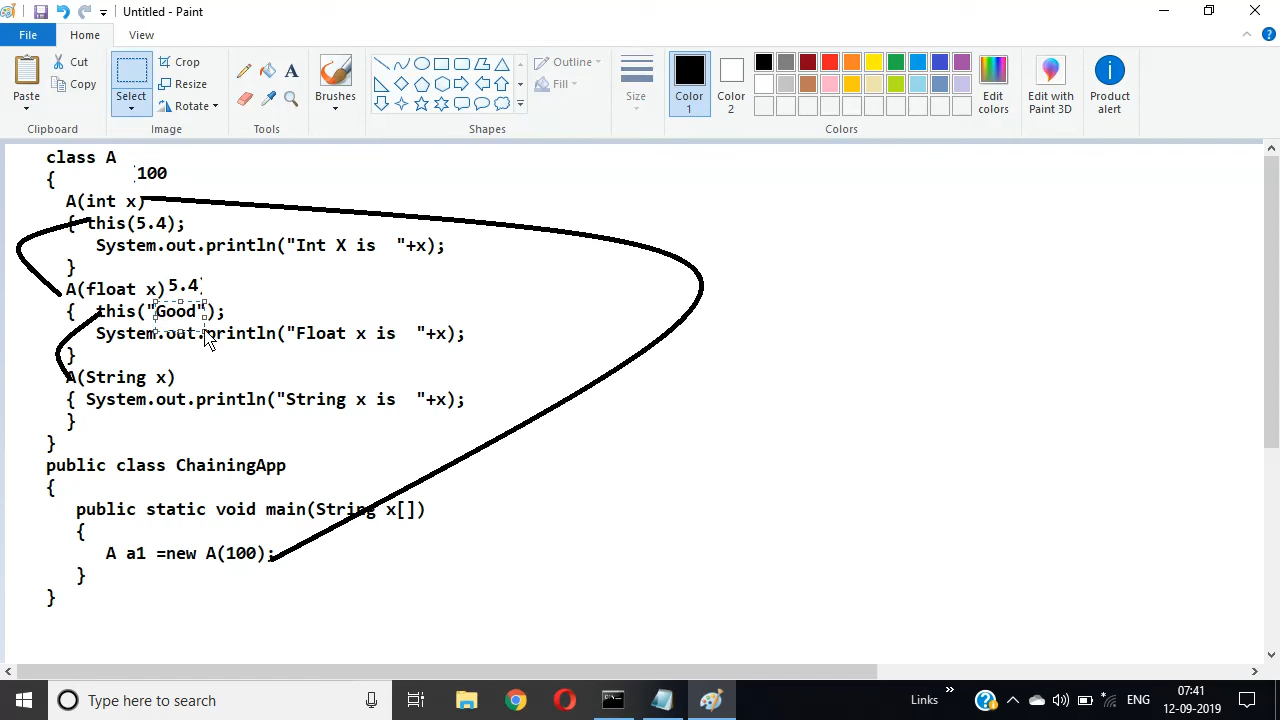 Untitled - Paint
File
Home
View
Paste
Cut
Copy
Clipboard
Select
Crop
Resize
Rotate
Image
A
Tools
Brushes
Outline
Fill
Shapes
Size
Color 1
Color 2
Edit colors
Colors
Edit with Paint 3D
Product alert
class A
100
{
A(int x)
{ this(5.4);
System.out.println("Int X is "+x);
}
A(float x) 5.4
{ this("Good");
System.out.println("Float x is "+x);
}
A(String x)
{ System.out.println("String x is "+x);
}
}
public class ChainingApp
{
public static void main(String x[])
{
A a1 =new A(100);
}
}
Type here to search
Links
ENG
07:41
12-09-2019